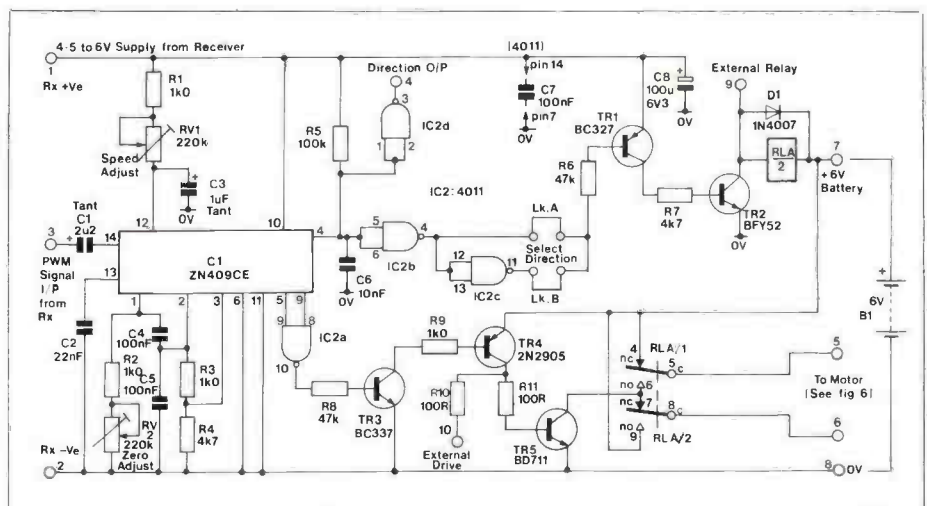 4·5 to 6V Supply from Receiver
1
Rx +Ve
R1
1k0
RV1
220k
Speed
Adjust
C3
1uF
Tant
0V
Direction O/P
4
3
IC2d
1
2
R5
100k
(4011)
pin 14
C7
100nF
pin7
0V
C8
100u
6V3
0V
TR1
BC327
External Relay
9
D1
1N4007
RLA
2
7
+6V
Battery
IC2:4011
R6
47k
R7
4k7
TR2
BFY52
0V
Tant
C1
2u2
3
PWM
Signal
I/P
from
Rx
14
12
10
4
C1
ZN409CE
13
1
2
3
6
11
5
9
C6
10nF
0V
5
6
4
IC2b
12
13
11
IC2c
Lk.A
Select
Direction
Lk.B
6V
B1
C2
22nF
C4
100nF
R2
1k0
C5
100nF
R3
1k0
R4
4k7
RV
2
220k
Zero
Adjust
9
8
IC2a
10
R8
47k
TR3
BC337
R9
1k0
TR4
2N2905
R10
100R
R11
100R
10
External
Drive
TR5
BD711
4
nc
RLA/1
5
c
no
6
nc
7
8
c
no
9
RLA/2
5
To Motor
(See fig 6)
6
Rx -Ve
2
8
0V